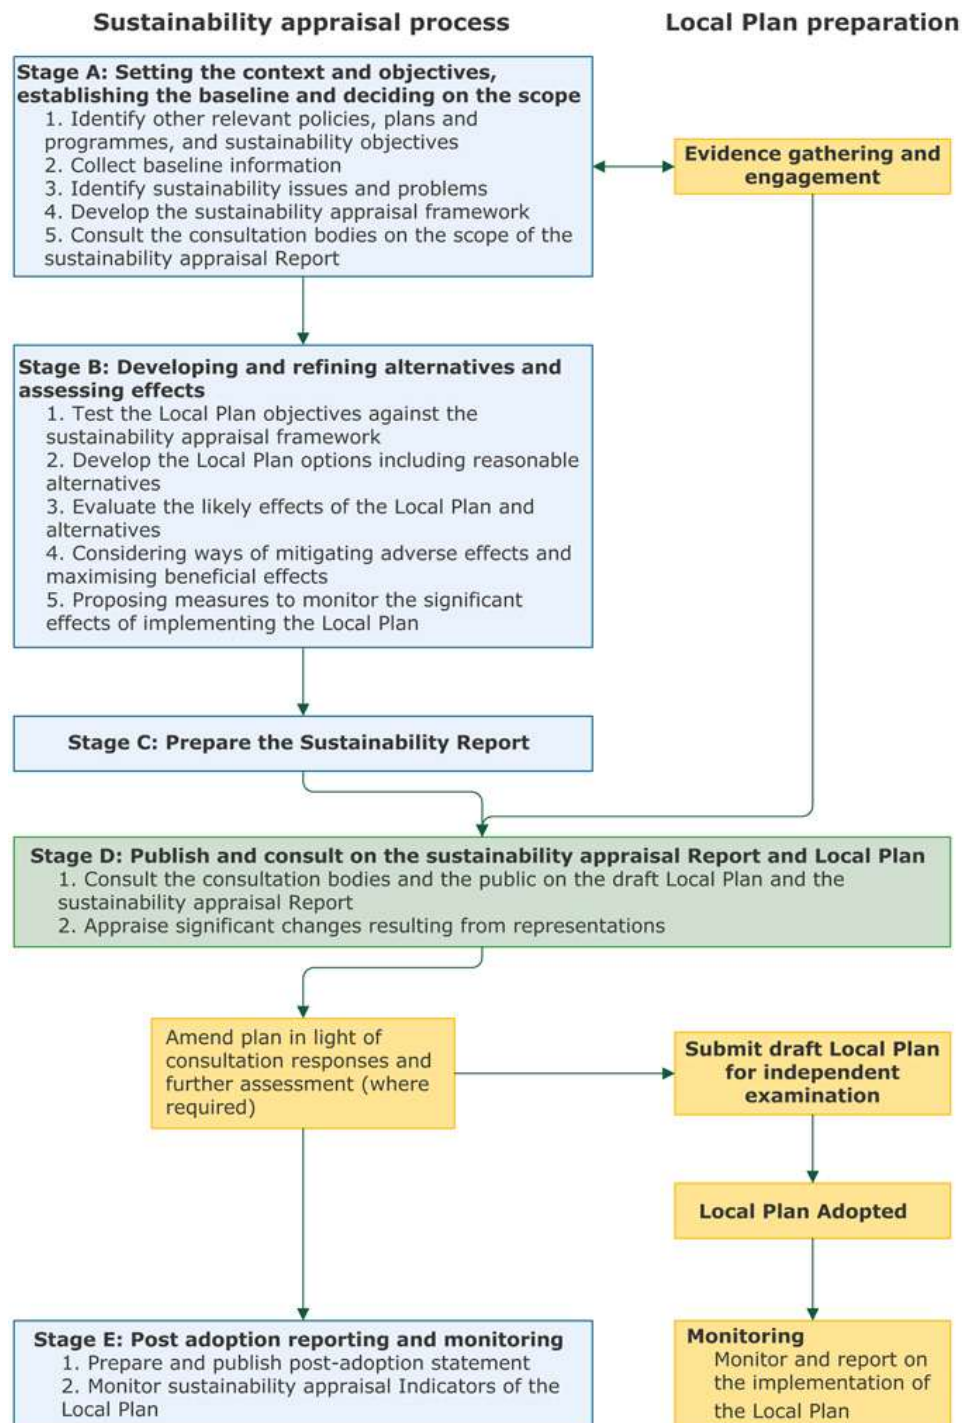 Sustainability appraisal process
Local Plan preparation
Stage A: Setting the context and objectives,
establishing the baseline and deciding on the scope
1. Identify other relevant policies, plans and
programmes, and sustainability objectives
2. Collect baseline information
3. Identify sustainability issues and problems
4. Develop the sustainability appraisal framework
5. Consult the consultation bodies on the scope of the
sustainability appraisal Report
Evidence gathering and
engagement
Stage B: Developing and refining alternatives and
assessing effects
1. Test the Local Plan objectives against the
sustainability appraisal framework
2. Develop the Local Plan options including reasonable
alternatives
3. Evaluate the likely effects of the Local Plan and
alternatives
4. Considering ways of mitigating adverse effects and
maximising beneficial effects
5. Proposing measures to monitor the significant
effects of implementing the Local Plan
Stage C: Prepare the Sustainability Report
Stage D: Publish and consult on the sustainability appraisal Report and Local Plan
1. Consult the consultation bodies and the public on the draft Local Plan and the
sustainability appraisal Report
2. Appraise significant changes resulting from representations
Amend plan in light of
consultation responses and
further assessment (where
required)
Submit draft Local Plan
for independent
examination
Local Plan Adopted
Stage E: Post adoption reporting and monitoring
1. Prepare and publish post-adoption statement
2. Monitor sustainability appraisal Indicators of the
Local Plan
Monitoring
Monitor and report on
the implementation of
the Local Plan